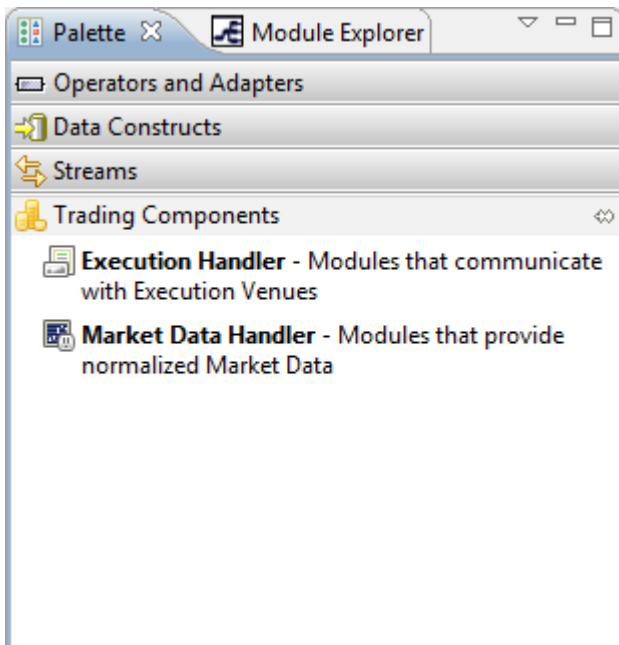 Palette Module Explorer
Operators and Adapters
Data Constructs
Streams
Trading Components
Execution Handler - Modules that communicate
with Execution Venues
Market Data Handler - Modules that provide
normalized Market Data